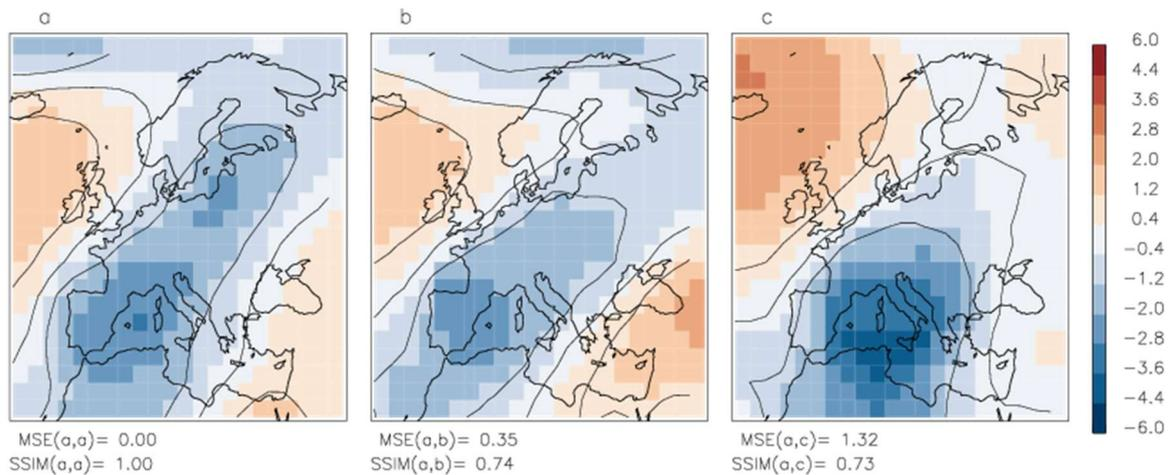 a
b
c
6.0
4.4
3.6
2.8
2.0
1.2
0.4
-0.4
-1.2
-2.0
-2.8
-3.6
-4.4
-6.0
MSE(a,a)= 0.00
SSIM(a,a)= 1.00
MSE(a,b)= 0.35
SSIM(a,b)= 0.74
MSE(a,c)= 1.32
SSIM(a,c)= 0.73